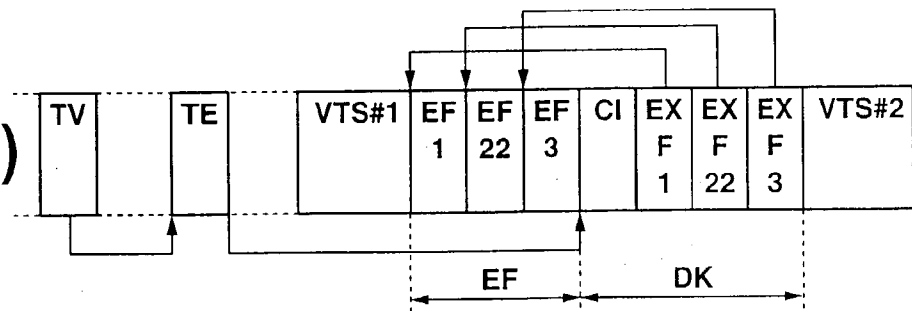 )
TV TE VTS#1 EF EF EF CI EX EX EX VTS#2
1 22 3 F F F
1 22 3
EF DK